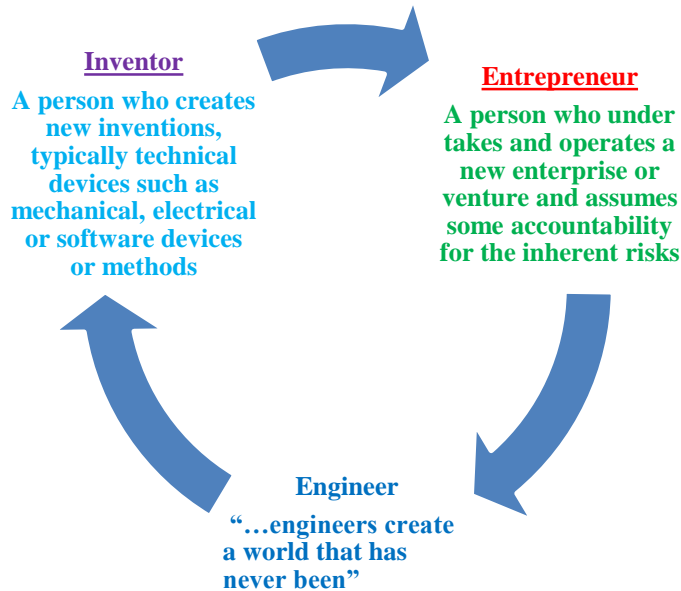 Inventor
A person who creates
new inventions,
typically technical
devices such as
mechanical, electrical
or software devices
or methods
Entrepreneur
A person who under
takes and operates a
new enterprise or
venture and assumes
some accountability
for the inherent risks
Engineer
“…engineers create
a world that has
never been”